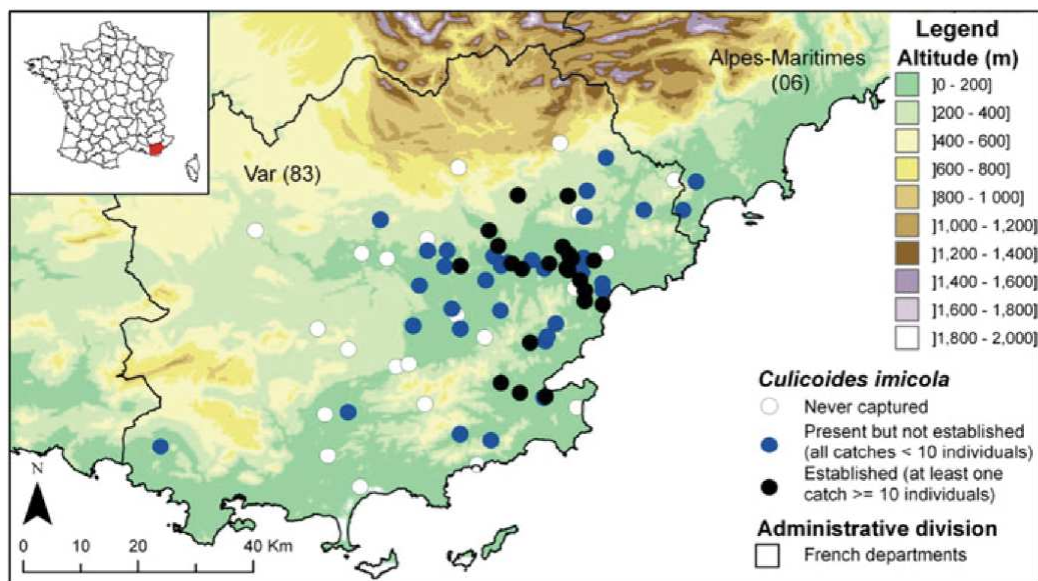 Var (83)
Alpes-Maritimes
(06)
Legend
Altitude (m)
]0 - 200]
]200 - 400]
]400 - 600]
]600 - 800]
]800 - 1 000]
]1,000 - 1,200]
]1,200 - 1,400]
]1,400 - 1,600]
]1,600 - 1,800]
]1,800 - 2,000]
Culicoides imicola
Never captured
Present but not established
(all catches < 10 individuals)
Established (at least one
catch >= 10 individuals)
Administrative division
French departments
N
0 10 20 40 Km